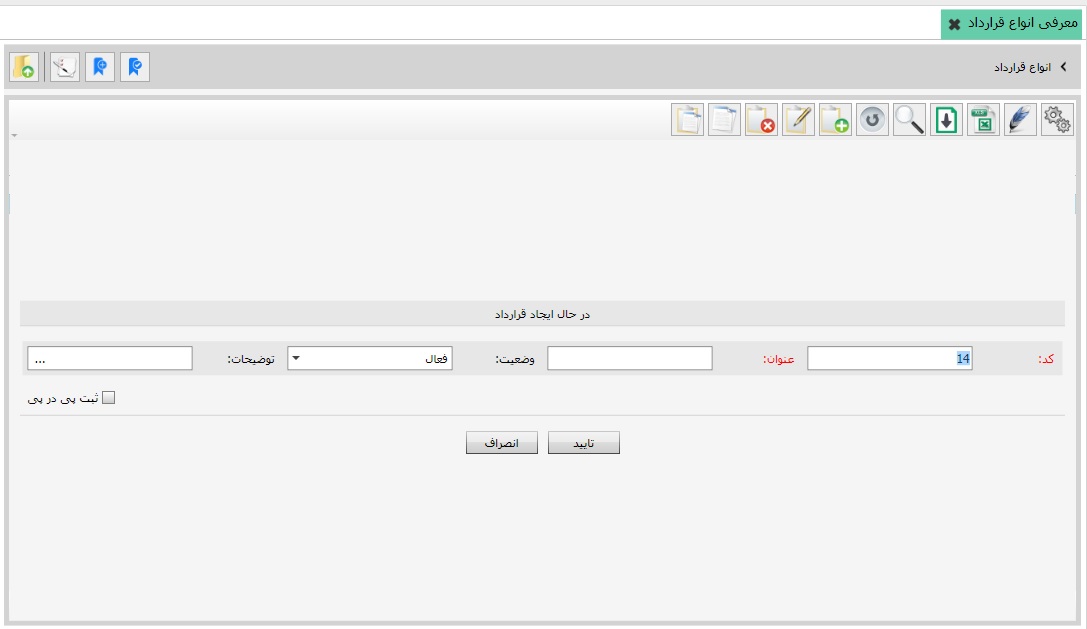 معرفی انواع قرارداد
انواع قرارداد
در حال ایجاد قرارداد
کد: 14 عنوان: وضعیت: فعال توضیحات: ...
ثبت پی در پی
تایید انصراف